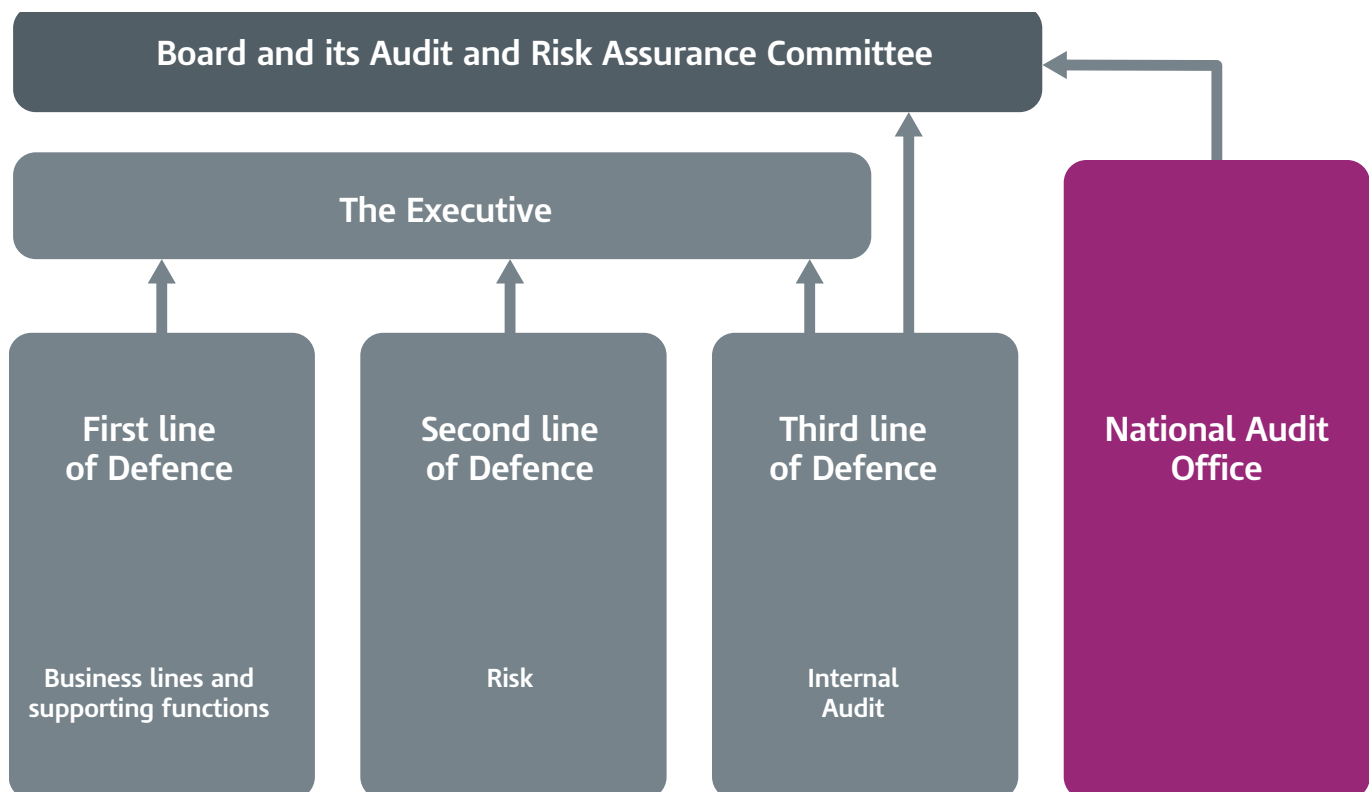 Board and its Audit and Risk Assurance Committee
The Executive
First line
of Defence
Business lines and
supporting functions
Second line
of Defence
Risk
Third line
of Defence
Internal
Audit
National Audit
Office